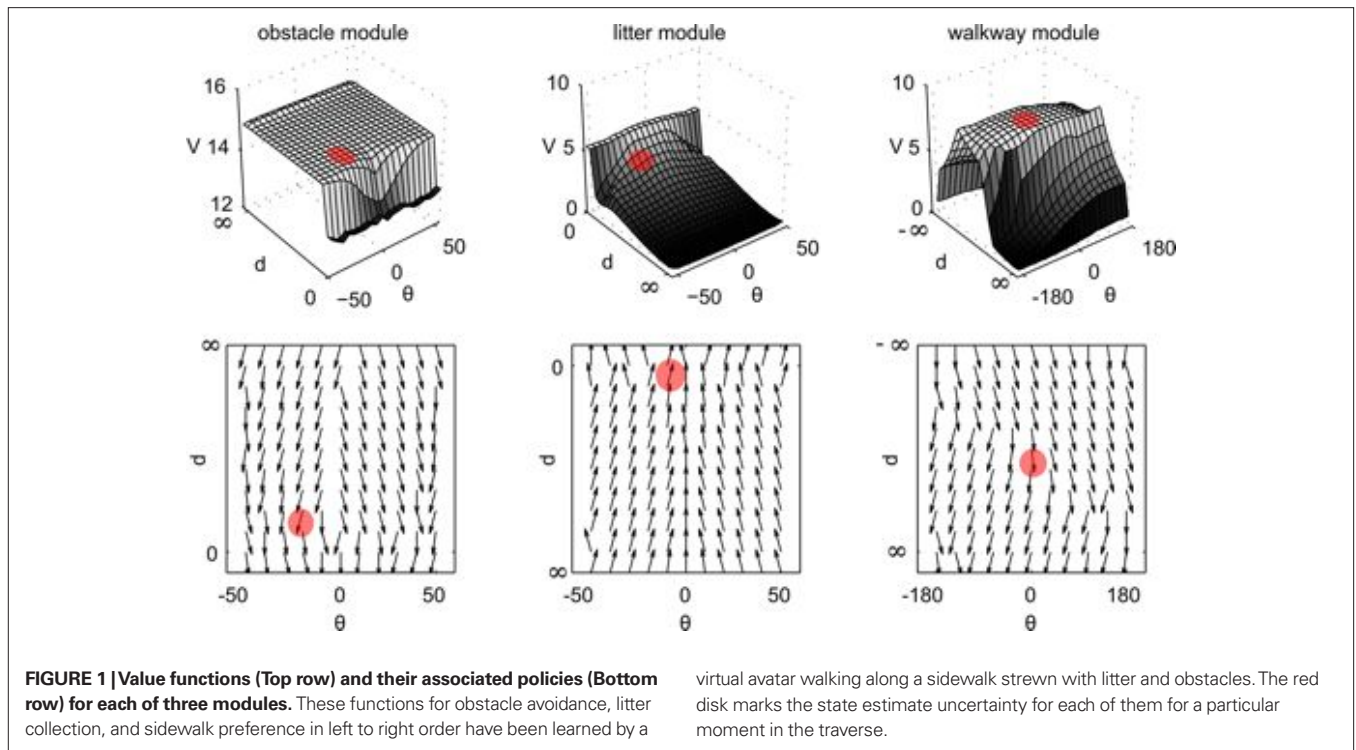 obstacle module
litter module
walkway module
16
V 14
12
∞
d
0
-50
0
θ
50
10
V 5
0
0
d
∞
-50
0
θ
50
10
V 5
0
- ∞
d
∞
-180
0
θ
180
∞
d
0
-50
0
50
θ
0
d
∞
-50
0
50
θ
- ∞
d
∞
-180
0
180
θ
FIGURE 1 | Value functions (Top row) and their associated policies (Bottom
row) for each of three modules. These functions for obstacle avoidance, litter
collection, and sidewalk preference in left to right order have been learned by a
virtual avatar walking along a sidewalk strewn with litter and obstacles. The red
disk marks the state estimate uncertainty for each of them for a particular
moment in the traverse.